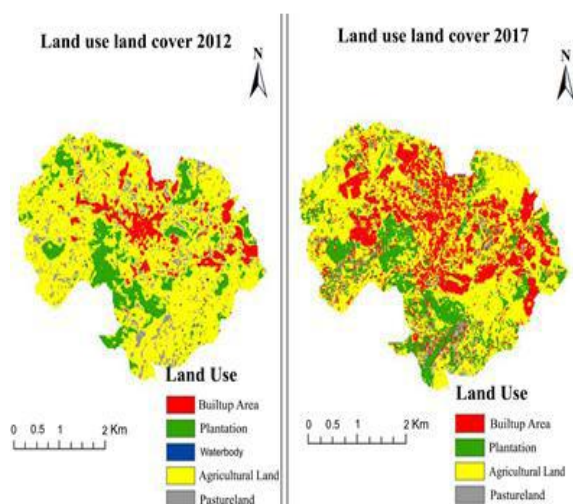 Land use land cover 2012
N
Land Use
Builtup Area
Plantation
Waterbody
Agricultural Land
Pastureland
0 0.5 1 2 Km
Land use land cover 2017
N
Land Use
Builtup Area
Plantation
Agricultural Land
Pastureland
0 0.5 1 2 Km